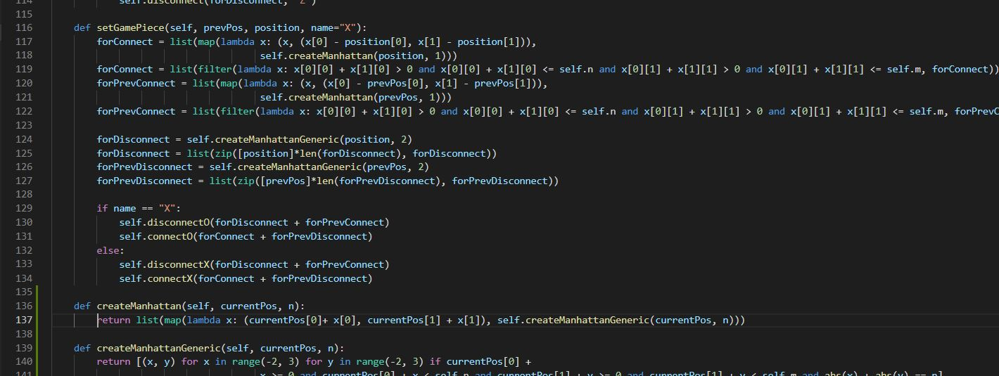 114 self.disconnect(forDisconnect, "Z")
115
116 def setGamePiece(self, prevPos, position, name="X"):
117 forConnect = list(map(lambda x: (x, (x[0] - position[0], x[1] - position[1])),
118 self.createManhattan(position, 1)))
119 forConnect = list(filter(lambda x: x[0][0] + x[1][0] > 0 and x[0][0] + x[1][0] <= self.n and x[0][1] + x[1][1] > 0 and x[0][1] + x[1][1] <= self.m, forConnect))
120 forPrevConnect = list(map(lambda x: (x, (x[0] - prevPos[0], x[1] - prevPos[1])),
121 self.createManhattan(prevPos, 1)))
122 forPrevConnect = list(filter(lambda x: x[0][0] + x[1][0] > 0 and x[0][0] + x[1][0] <= self.n and x[0][1] + x[1][1] > 0 and x[0][1] + x[1][1] <= self.m, forPrevC
123
124 forDisconnect = self.createManhattanGeneric(position, 2)
125 forDisconnect = list(zip([position]*len(forDisconnect), forDisconnect))
126 forPrevDisconnect = self.createManhattanGeneric(prevPos, 2)
127 forPrevDisconnect = list(zip([prevPos]*len(forPrevDisconnect), forPrevDisconnect))
128
129 if name == "X":
130 self.disconnectO(forDisconnect + forPrevConnect)
131 self.connectO(forConnect + forPrevDisconnect)
132 else:
133 self.disconnectX(forDisconnect + forPrevConnect)
134 self.connectX(forConnect + forPrevDisconnect)
135
136 def createManhattan(self, currentPos, n):
137 return list(map(lambda x: (currentPos[0]+ x[0], currentPos[1] + x[1]), self.createManhattanGeneric(currentPos, n)))
138
139 def createManhattanGeneric(self, currentPos, n):
140 return [(x, y) for x in range(-2, 3) for y in range(-2, 3) if currentPos[0] +
141 x >= 0 and currentPos[0] + x < self.n and currentPos[1] + y >= 0 and currentPos[1] + y < self.m and abs(x) + abs(y) == n]